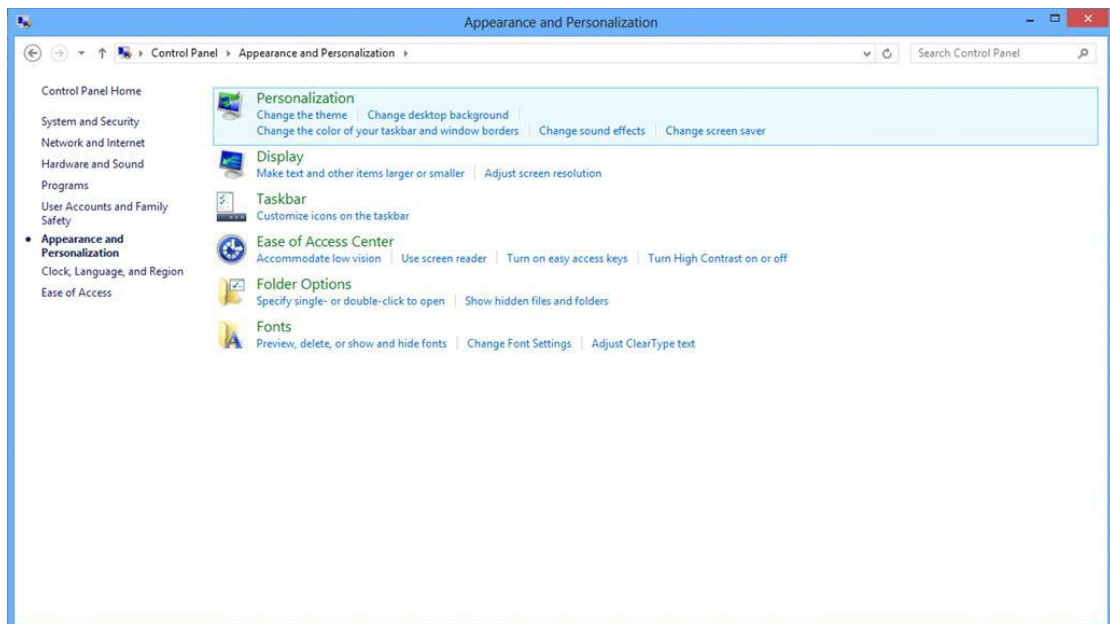 Appearance and Personalization
Control Panel Appearance and Personalization
Search Control Panel
Control Panel Home
System and Security
Network and Internet
Hardware and Sound
Programs
User Accounts and Family
Safety
Appearance and
Personalization
Clock, Language, and Region
Ease of Access
Personalization
Change the theme Change desktop background
Change the color of your taskbar and window borders Change sound effects Change screen saver
Display
Make text and other items larger or smaller Adjust screen resolution
Taskbar
Customize icons on the taskbar
Ease of Access Center
Accommodate low vision Use screen reader Turn on easy access keys Turn High Contrast on or off
Folder Options
Specify single- or double-click to open Show hidden files and folders
Fonts
Preview, delete, or show and hide fonts Change Font Settings Adjust ClearType text